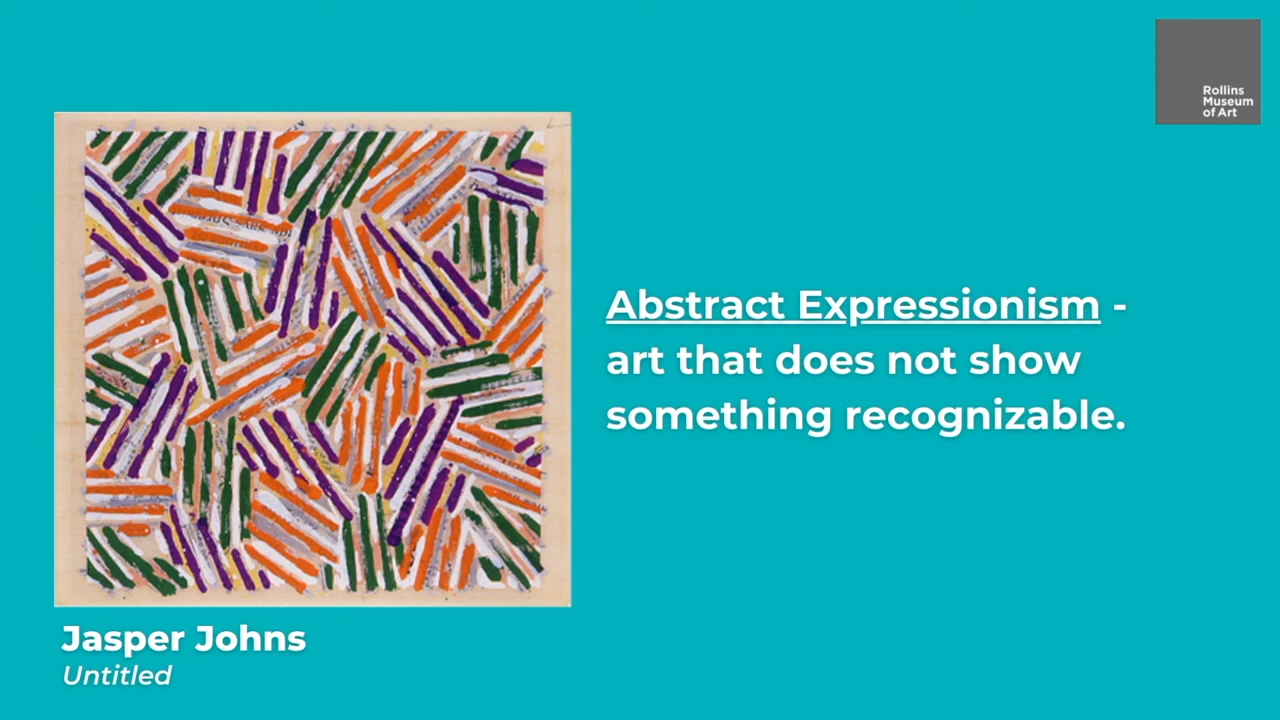 Rollins
Museum
of Art
Abstract Expressionism -
art that does not show
something recognizable.
Jasper Johns
Untitled